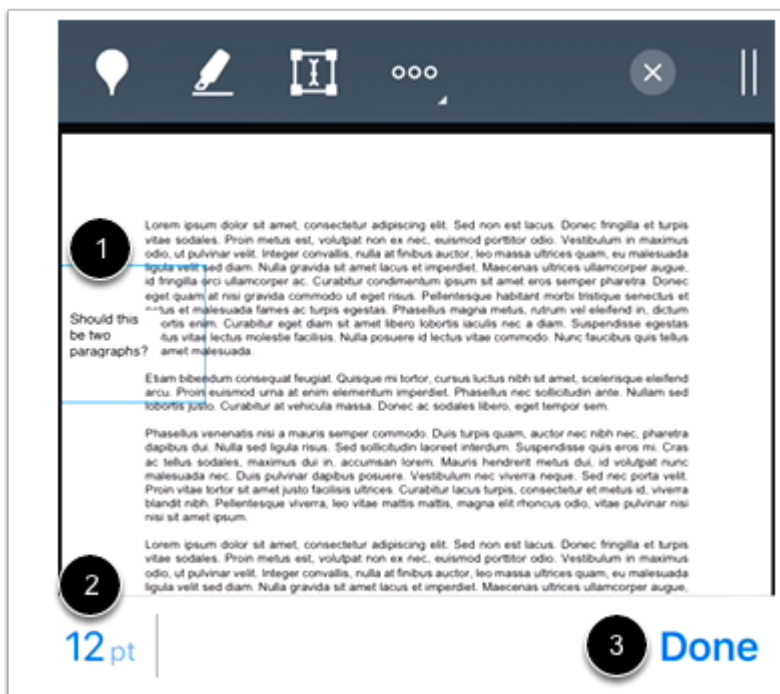 1
Lorem ipsum dolor sit amet, consectetur adipiscing elit. Sed non est lacus. Donec fringilla et turpis
vitae sodales. Proin metus est, volutpat non ex nec, euismod porttitor odio. Vestibulum in maximus
odio, ut pulvinar velit. Integer convallis, nulla at finibus auctor, leo massa ultrices quam, eu malesuada
ligula velit sed diam. Nulla gravida sit amet lacus et imperdiet. Maecenas ultrices ullamcorper augue,
id fringilla orci ullamcorper ac. Curabitur condimentum ipsum sit amet eros semper pharetra. Donec
eget quam at nisi gravida commodo ut eget risus. Pellentesque habitant morbi tristique senectus et
et malesuada fames ac turpis egestas. Phasellus magna metus, rutrum vel eleifend in, dictum
enim. Curabitur eget diam sit amet libero lobortis iaculis nec a diam. Suspendisse egestas
vitae lectus molestie facilisis. Nulla posuere id lectus vitae commodo. Nunc faucibus quis tellus
amet malesuada.
Should this
be two
paragraphs?
Etiam bibendum consequat feugiat. Quisque mi tortor, cursus luctus nibh sit amet, scelerisque eleifend
arcu. Proin euismod urna at enim elementum imperdiet. Phasellus nec sollicitudin ante. Nullam sed
lobortis justo. Curabitur at vehicula massa. Donec ac sodales libero, eget tempor sem.
Phasellus venenatis nisi a mauris semper commodo. Duis turpis quam, auctor nec nibh nec, pharetra
dapibus dui. Nulla sed ligula risus. Sed sollicitudin laoreet interdum. Suspendisse quis eros mi. Cras
ac tellus sodales, maximus dui in, accumsan lorem. Mauris hendrerit metus dui, id volutpat nunc
malesuada nec. Duis pulvinar dapibus posuere. Vestibulum nec viverra neque. Sed nec porta velit.
Proin vitae tortor sit amet justo facilisis ultrices. Curabitur lacus turpis, consectetur et metus id, viverra
blandit nibh. Pellentesque viverra, leo vitae mattis mattis, magna elit rhoncus odio, vitae pulvinar nisi
nisi sit amet ipsum.
Lorem ipsum dolor sit amet, consectetur adipiscing elit. Sed non est lacus. Donec fringilla et turpis
vitae sodales. Proin metus est, volutpat non ex nec, euismod porttitor odio. Vestibulum in maximus
odio, ut pulvinar velit. Integer convallis, nulla at finibus auctor, leo massa ultrices quam, eu malesuada
ligula velit sed diam. Nulla gravida sit amet lacus et imperdiet. Maecenas ultrices ullamcorper augue,
2
12 pt
3
Done